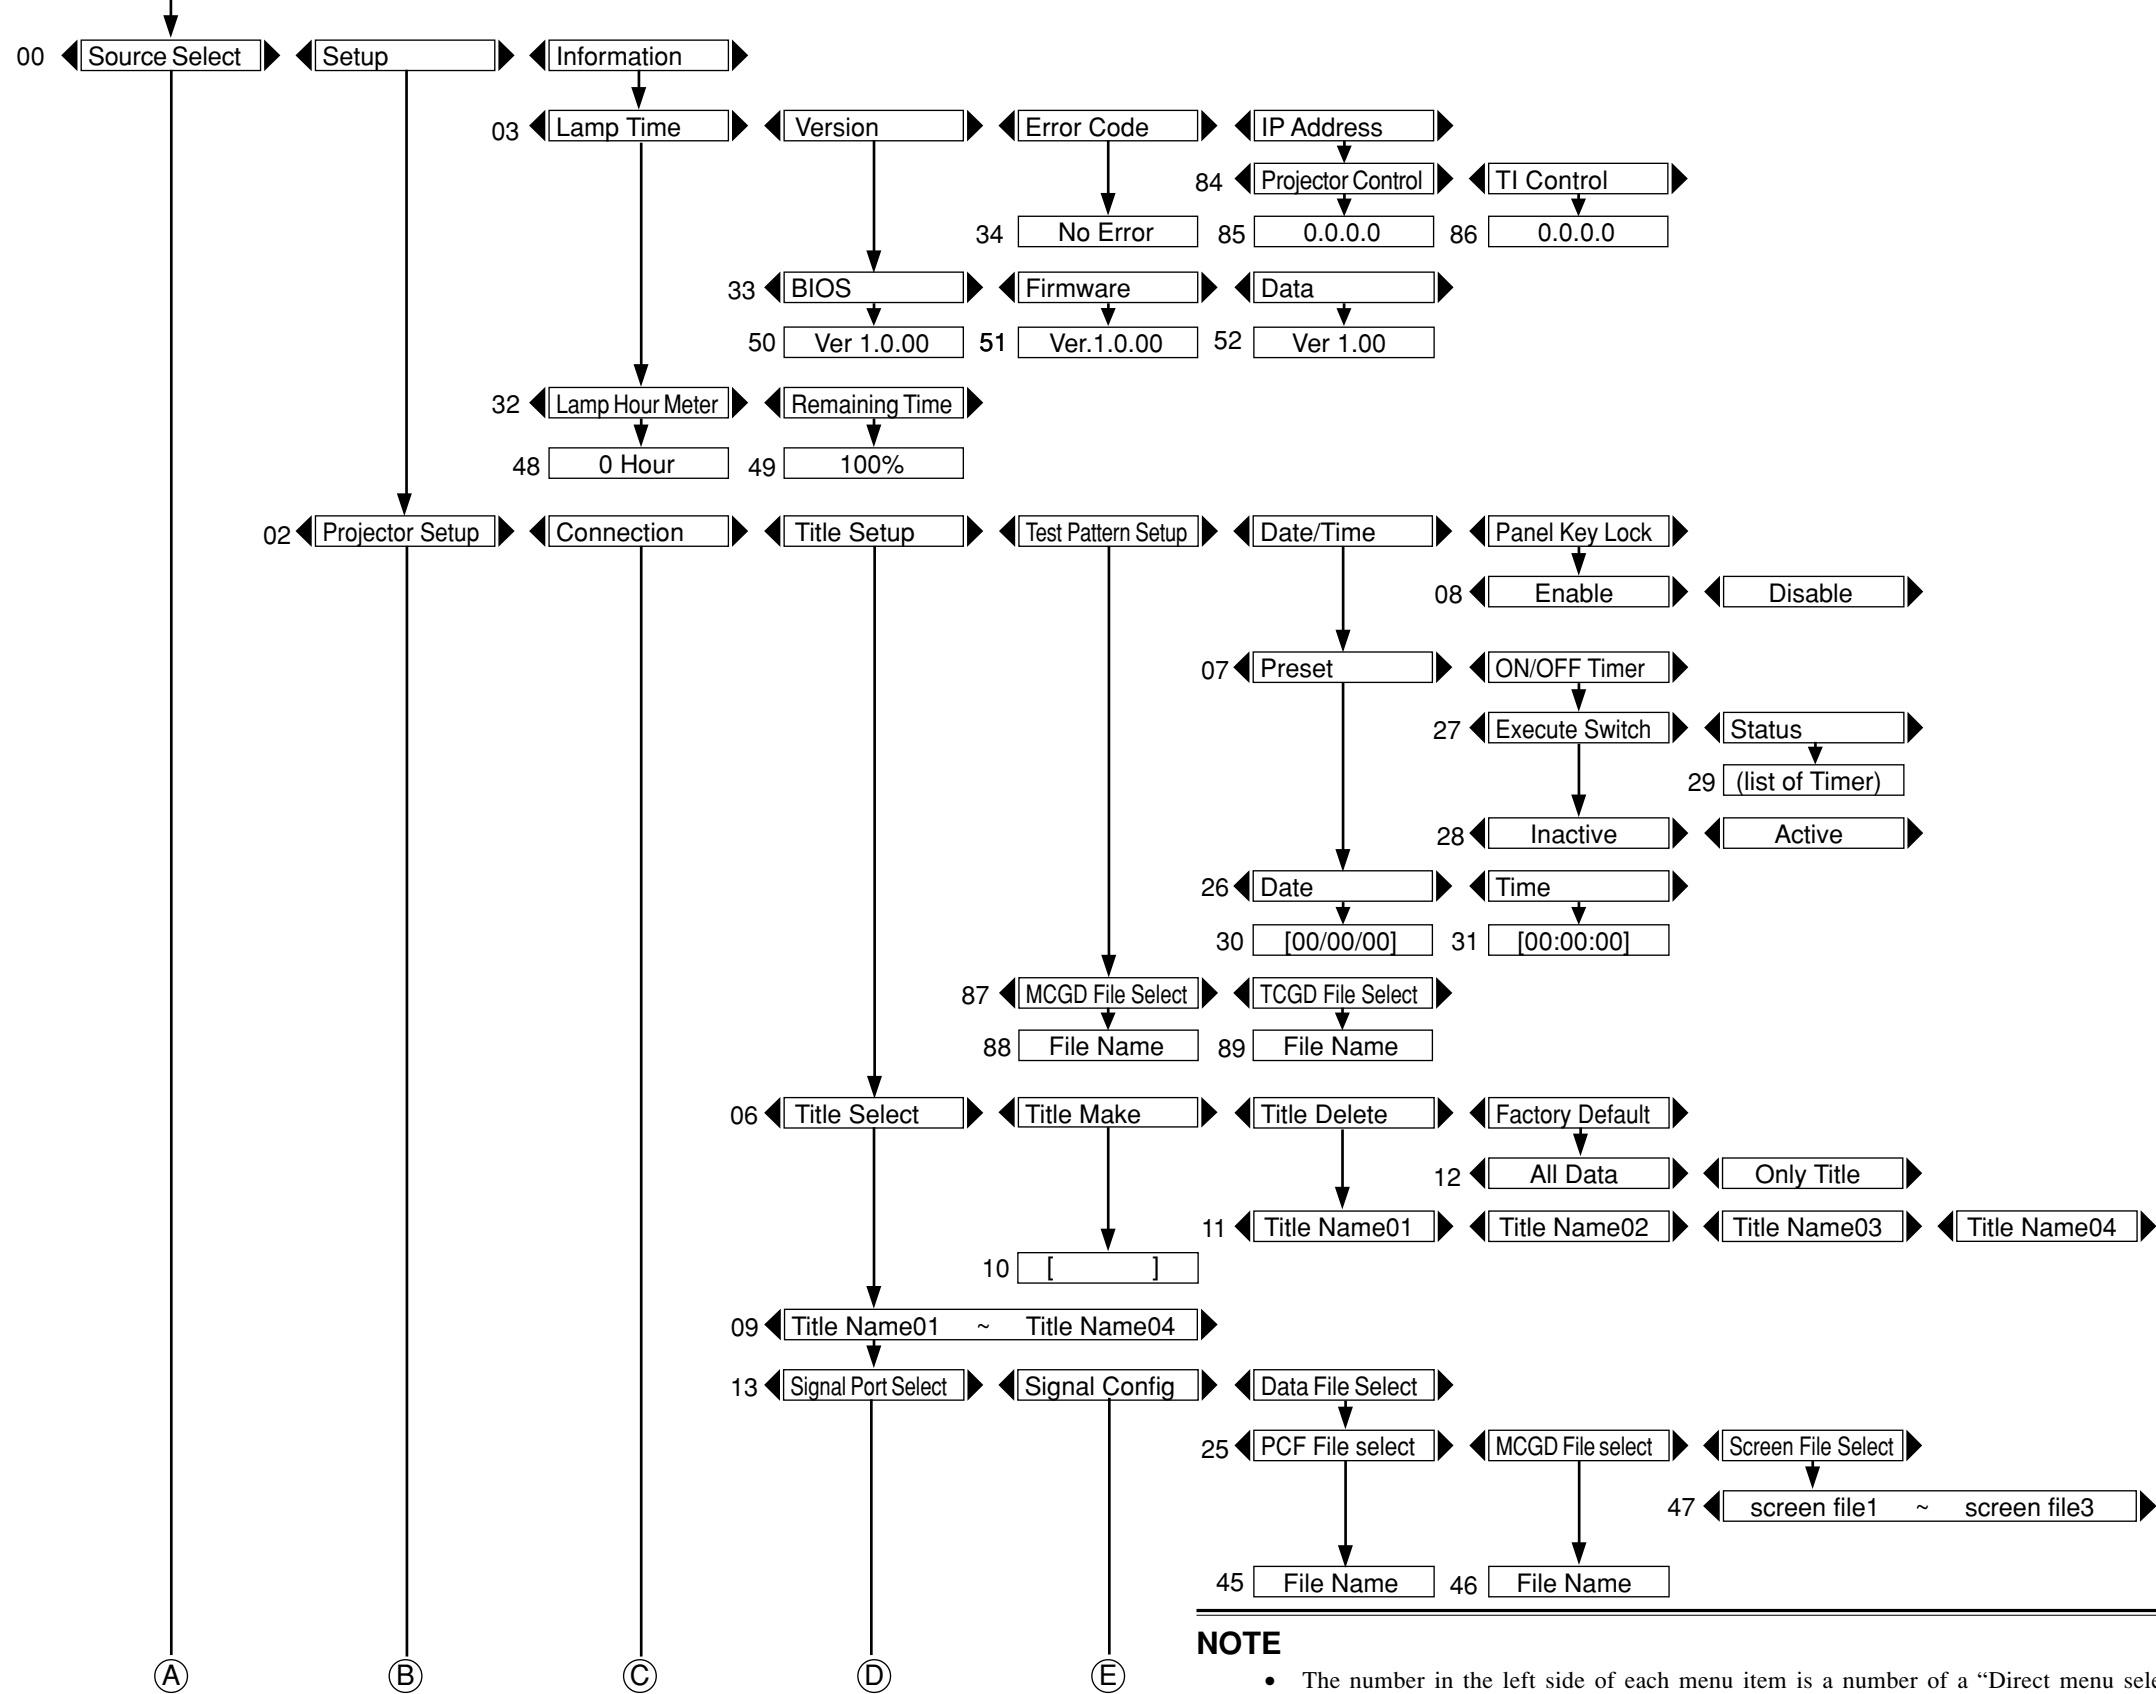 00 Source Select Setup Information
03 Lamp Time Version Error Code IP Address
84 Projector Control TI Control
34 No Error 85 0.0.0.0 86 0.0.0.0
33 BIOS Firmware Data
50 Ver 1.0.00 51 Ver.1.0.00 52 Ver 1.00
32 Lamp Hour Meter Remaining Time
48 0 Hour 49 100%
02 Projector Setup Connection Title Setup Test Pattern Setup Date/Time Panel Key Lock
08 Enable Disable
07 Preset ON/OFF Timer
27 Execute Switch Status
29 (list of Timer)
28 Inactive Active
26 Date Time
30 [00/00/00] 31 [00:00:00]
87 MCGD File Select TCGD File Select
88 File Name 89 File Name
06 Title Select Title Make Title Delete Factory Default
12 All Data Only Title
11 Title Name01 Title Name02 Title Name03 Title Name04
10 [ ]
09 Title Name01 ~ Title Name04
13 Signal Port Select Signal Config Data File Select
25 PCF File select MCGD File select Screen File Select
47 screen file1 ~ screen file3
45 File Name 46 File Name
NOTE
A B C D E
• The number in the left side of each menu item is a number of a “Direct menu